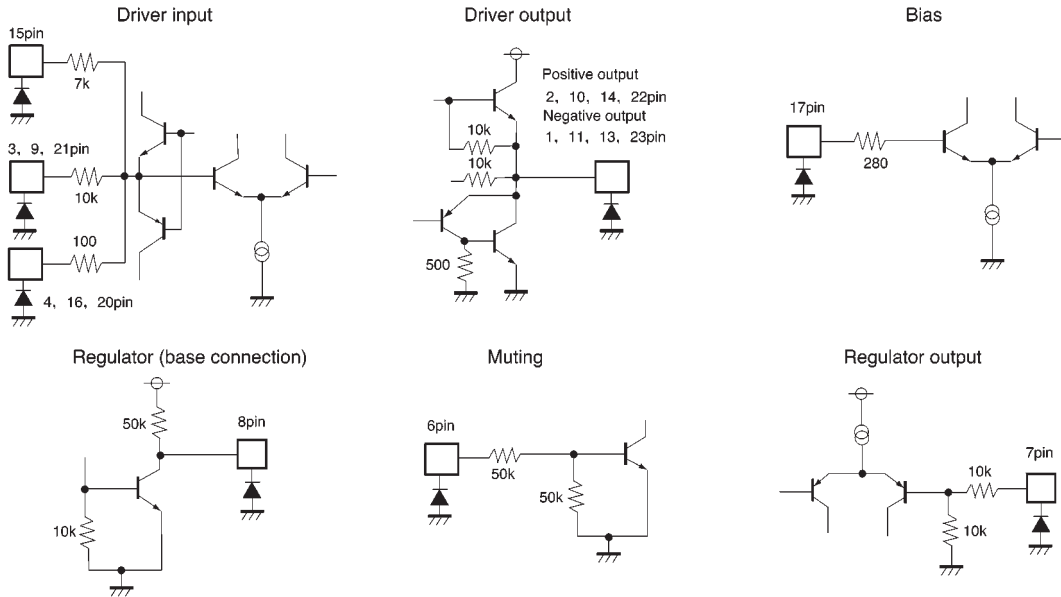 Driver input
15pin
7k
3, 9, 21pin
10k
100
4, 16, 20pin
Driver output
Positive output
2, 10, 14, 22pin
Negative output
1, 11, 13, 23pin
10k
10k
500
Bias
17pin
280
Regulator (base connection)
50k
8pin
10k
Muting
6pin
50k
50k
Regulator output
7pin
10k
10k